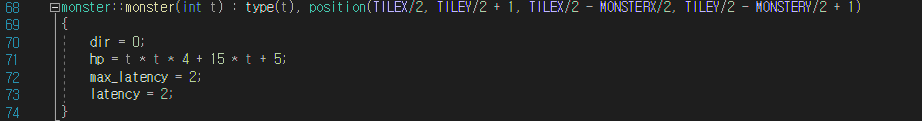 68 monster::monster(int t) : type(t), position(TILEX/2, TILEY/2 + 1, TILEX/2 - MONSTERX/2, TILEY/2 - MONSTERY/2 + 1)
69 {
70 dir = 0;
71 hp = t * t * 4 + 15 * t + 5;
72 max_latency = 2;
73 latency = 2;
74 }